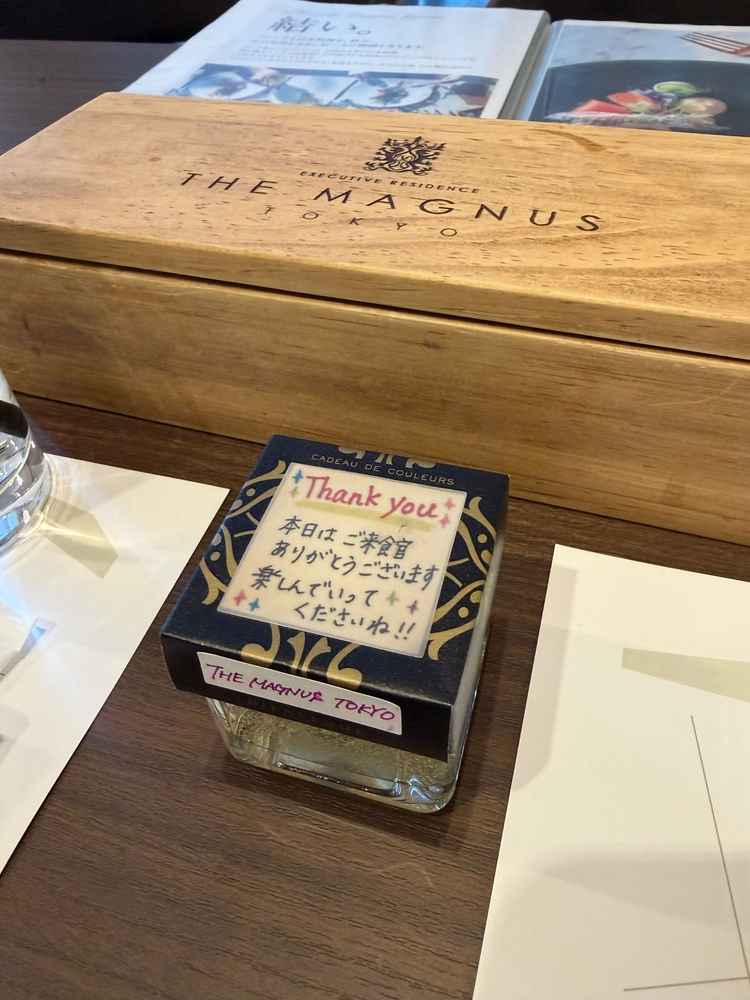 EXECUTIVE RESIDENCE
THE MAGNUS
TOKYO
CADEAU DE COULEURS
Thank you
本日はご来館
ありがとうございます
楽しんでいって
くださいね!!
THE MAGNUS TOKYO